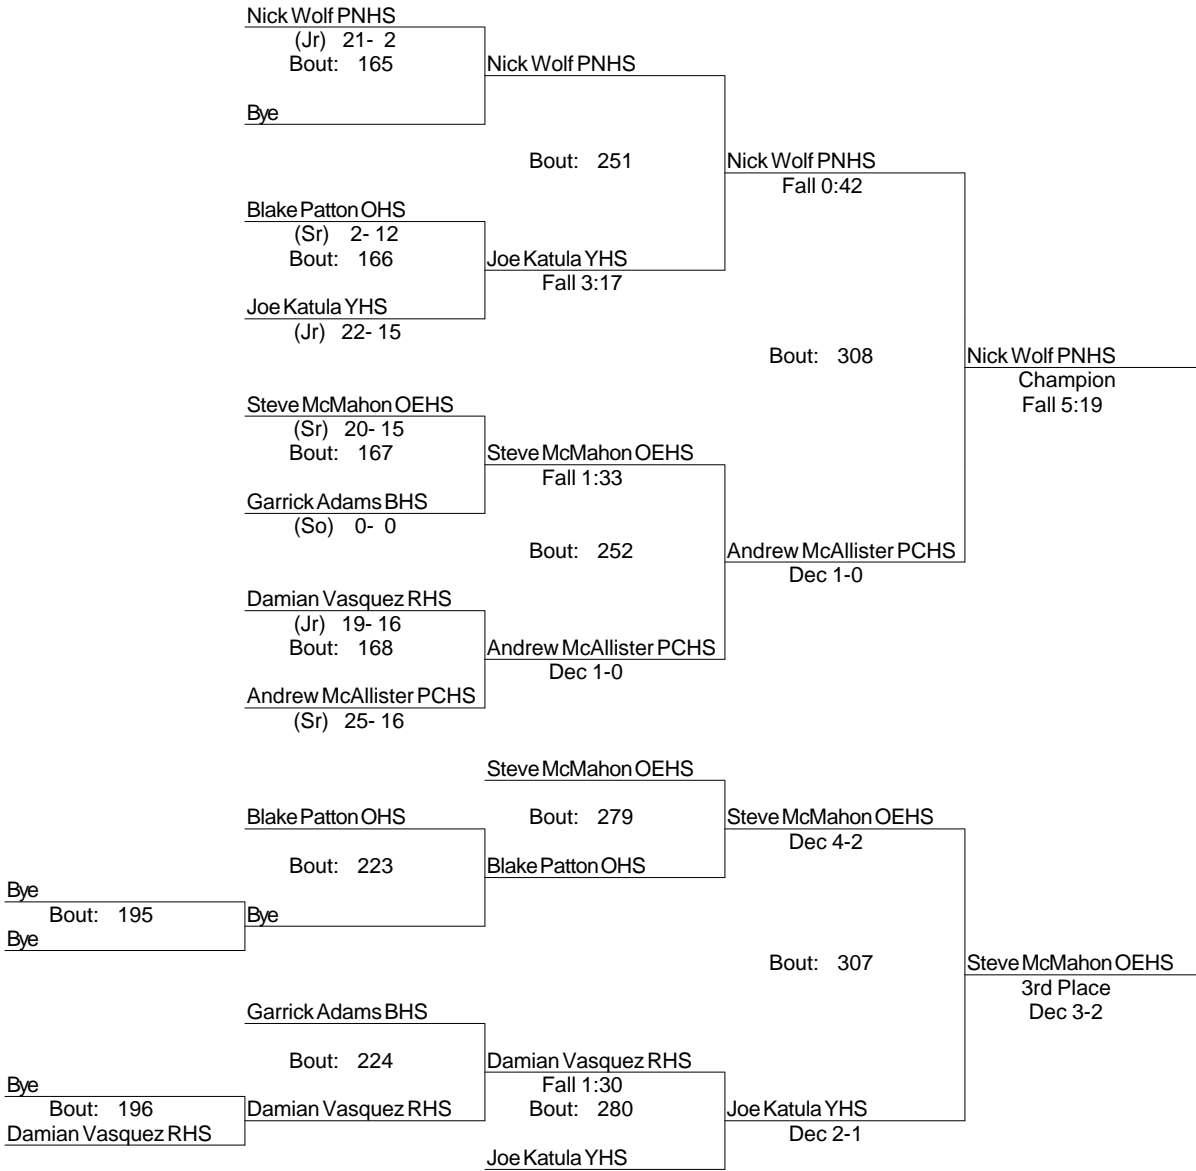 Nick Wolf PNHS
(Jr) 21- 2
Bout: 165
Nick Wolf PNHS
Bye
Bout: 251
Nick Wolf PNHS
Fall 0:42
Blake Patton OHS
(Sr) 2- 12
Bout: 166
Joe Katula YHS
Fall 3:17
Joe Katula YHS
(Jr) 22- 15
Bout: 308
Nick Wolf PNHS
Champion
Fall 5:19
Steve McMahon OEHS
(Sr) 20- 15
Bout: 167
Steve McMahon OEHS
Fall 1:33
Garrick Adams BHS
(So) 0- 0
Bout: 252
Andrew McAllister PCHS
Dec 1-0
Damian Vasquez RHS
(Jr) 19- 16
Bout: 168
Andrew McAllister PCHS
Dec 1-0
Andrew McAllister PCHS
(Sr) 25- 16
Steve McMahon OEHS
Blake Patton OHS
Bout: 279
Steve McMahon OEHS
Dec 4-2
Bout: 223
Blake Patton OHS
Bye
Bout: 195
Bye
Bye
Bout: 307
Steve McMahon OEHS
3rd Place
Dec 3-2
Garrick Adams BHS
Bout: 224
Damian Vasquez RHS
Fall 1:30
Bye
Bout: 196
Damian Vasquez RHS
Damian Vasquez RHS
Bout: 280
Joe Katula YHS
Dec 2-1
Joe Katula YHS